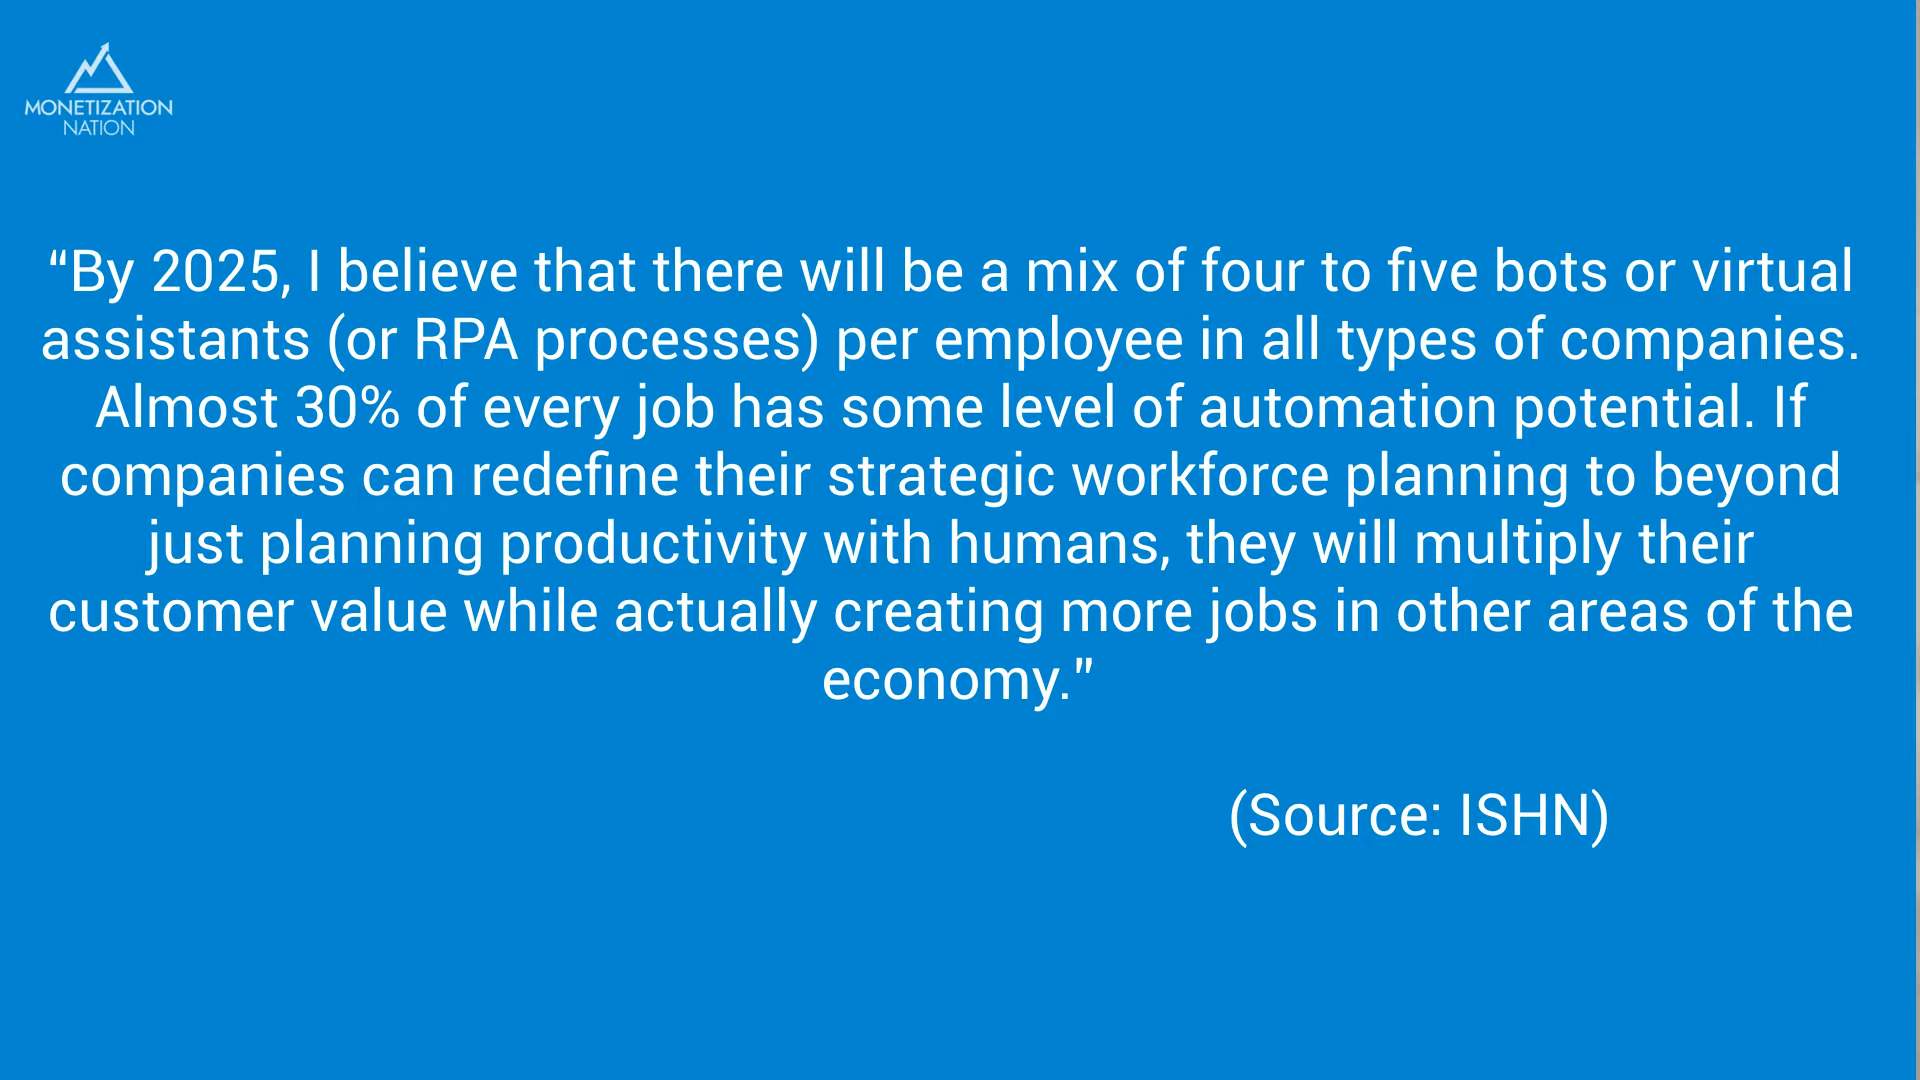 MONETIZATION
NATION
“By 2025, I believe that there will be a mix of four to five bots or virtual
assistants (or RPA processes) per employee in all types of companies.
Almost 30% of every job has some level of automation potential. If
companies can redefine their strategic workforce planning to beyond
just planning productivity with humans, they will multiply their
customer value while actually creating more jobs in other areas of the
economy."
(Source: ISHN)